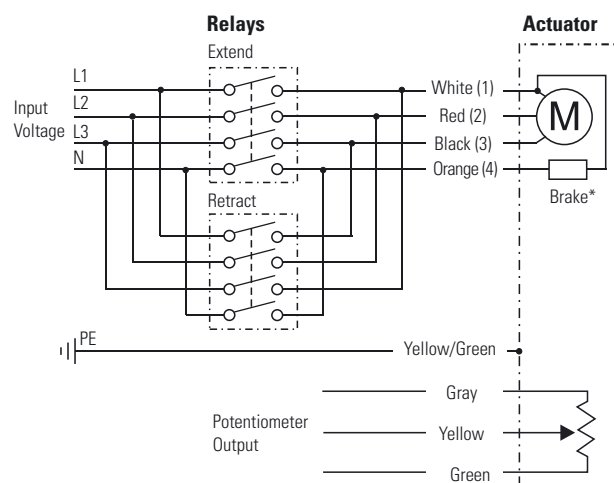 Relays
Actuator
Extend
L1
White (1)
M
L2
Red (2)
Input
Voltage
L3
Black (3)
N
Orange (4)
Brake*
Retract
PE
Yellow/Green
Gray
Potentiometer
Output
Yellow
Green